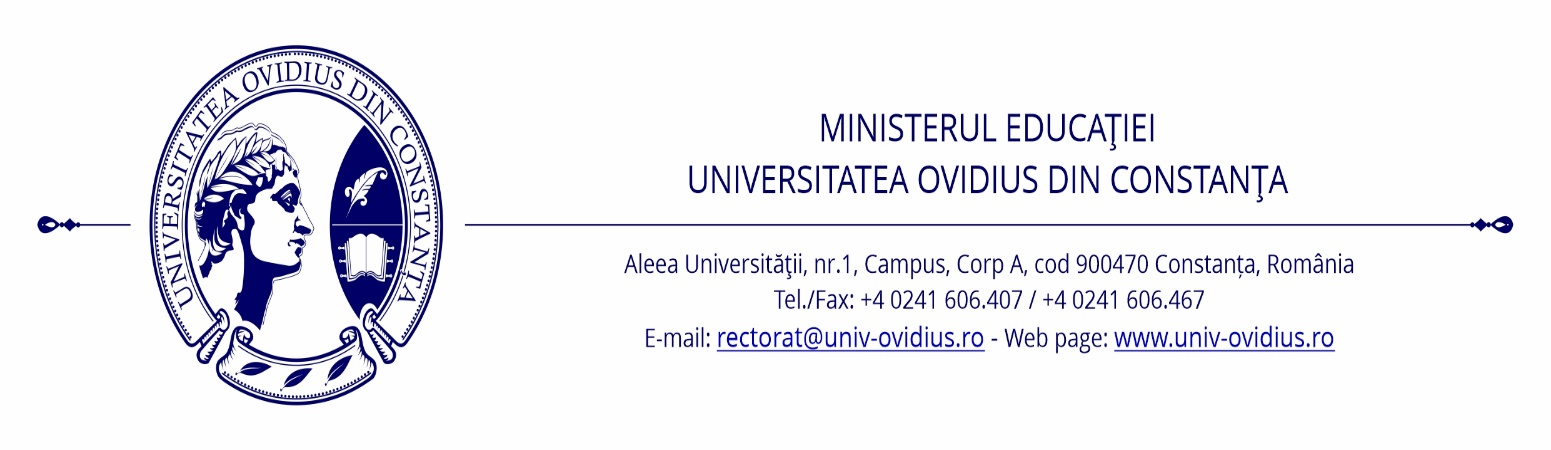 UNIVERSITATEA OVIDIUS DIN CONSTANŢA
MINISTERUL EDUCAŢIEI
UNIVERSITATEA OVIDIUS DIN CONSTANŢA
Aleea Universităţii, nr.1, Campus, Corp A, cod 900470 Constanța, România
Tel./Fax: +4 0241 606.407 / +4 0241 606.467
E-mail: rectorat@univ-ovidius.ro - Web page: www.univ-ovidius.ro